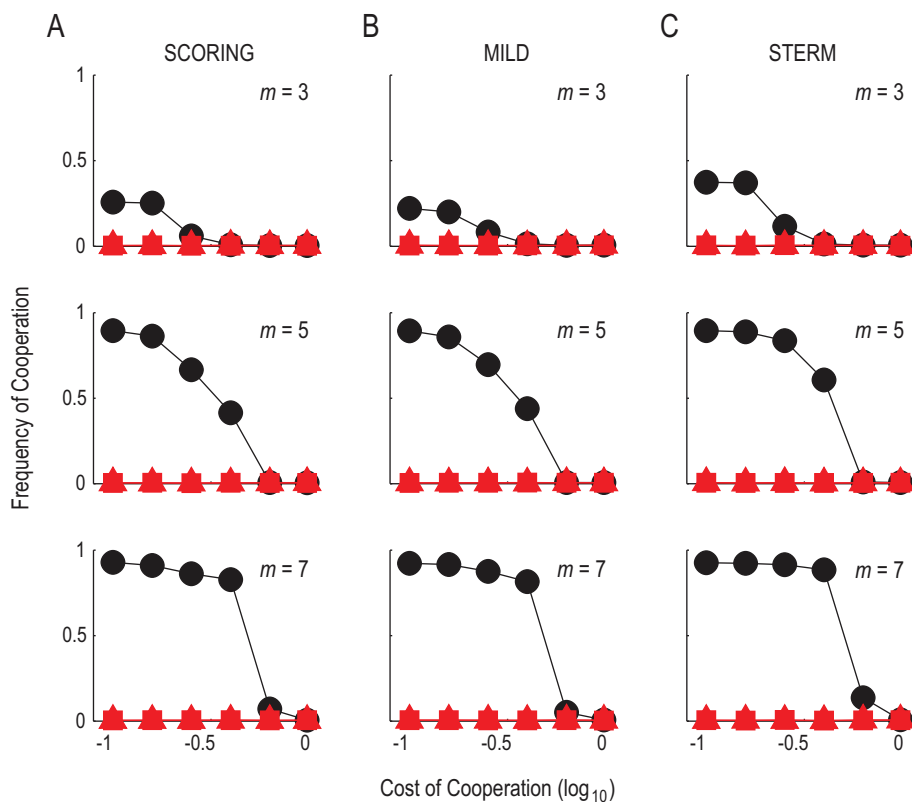 A
B
C
SCORING
MILD
STERM
1
m = 3
m = 3
m = 3
0.5
0
1
m = 5
m = 5
m = 5
0.5
0
1
m = 7
m = 7
m = 7
0.5
0
-1
-0.5
0
-1
-0.5
0
-1
-0.5
0
Frequency of Cooperation
Cost of Cooperation (log10)